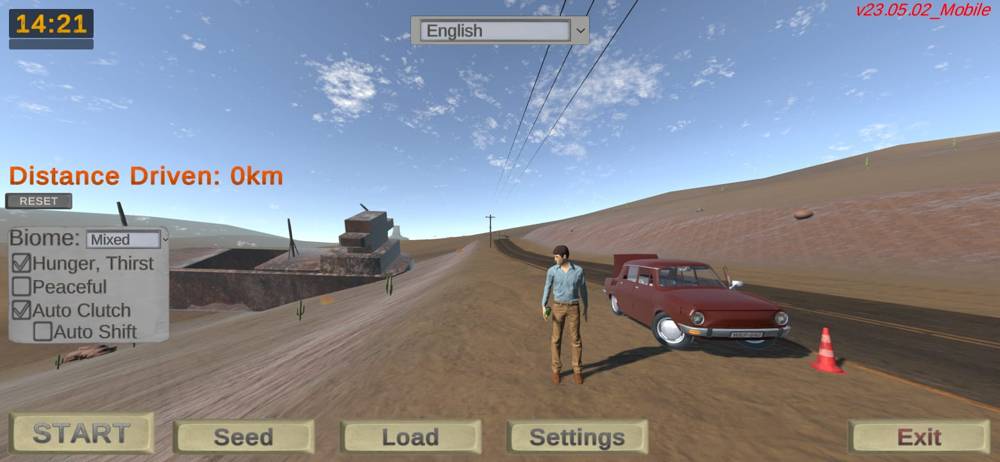 14:21
English
v23.05.02_Mobile
Distance Driven: 0km
RESET
Biome: Mixed
Hunger, Thirst
Peaceful
Auto Clutch
Auto Shift
START
Seed
Load
Settings
Exit